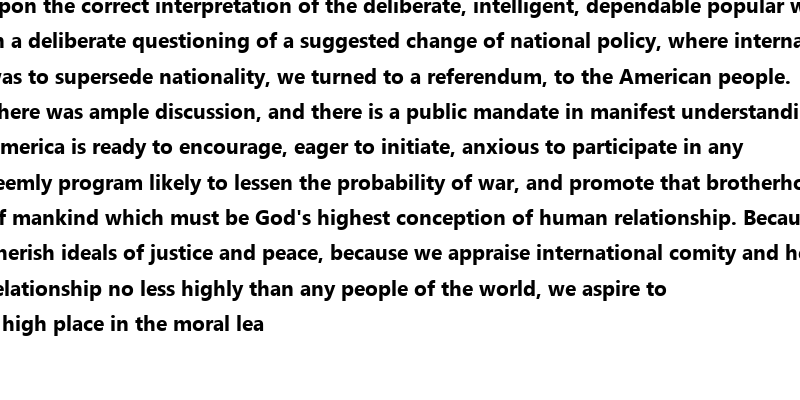 pon the correct interpretation of the deliberate, intelligent, dependable popular w
a deliberate questioning of a suggested change of national policy, where interna
as to supersede nationality, we turned to a referendum, to the American people.
here was ample discussion, and there is a public mandate in manifest understandi
merica is ready to encourage, eager to initiate, anxious to participate in any
eemly program likely to lessen the probability of war, and promote that brotherho
f mankind which must be God's highest conception of human relationship. Becau
herish ideals of justice and peace, because we appraise international comity and h
elationship no less highly than any people of the world, we aspire to
high place in the moral lea